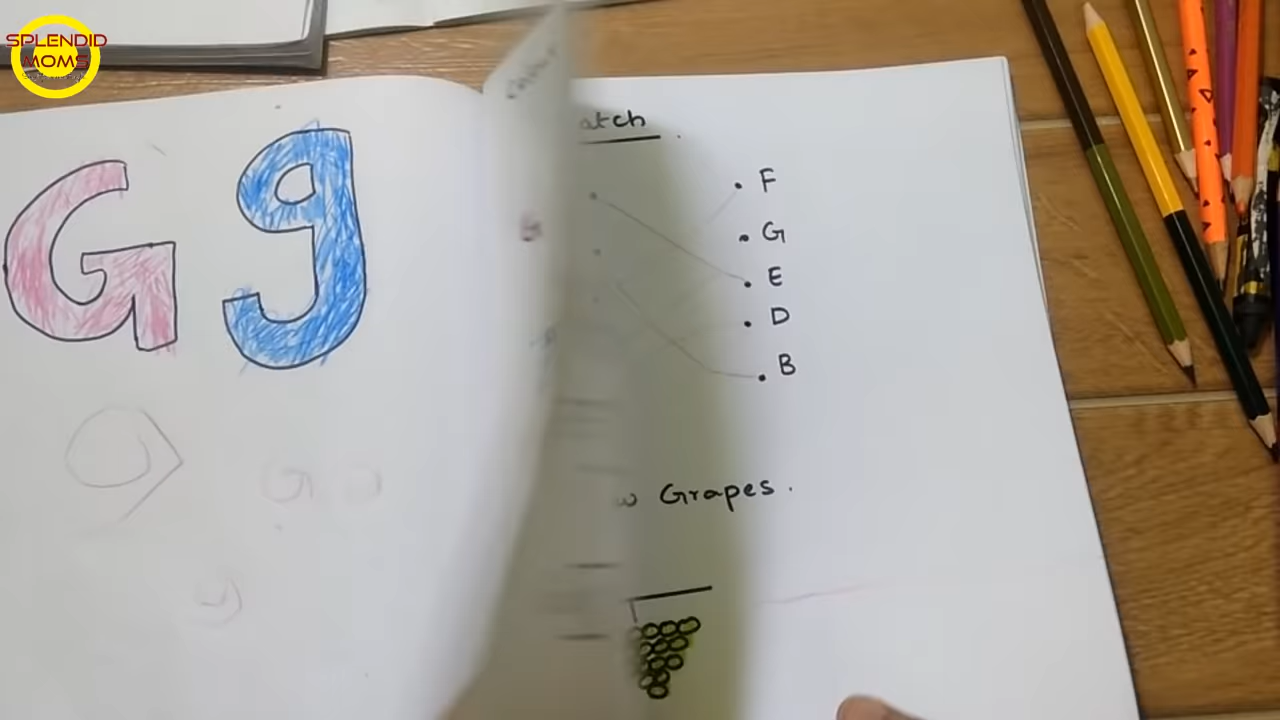 SPLENDID
MOMS
G g
atch
F
G
E
D
B
w Grapes.